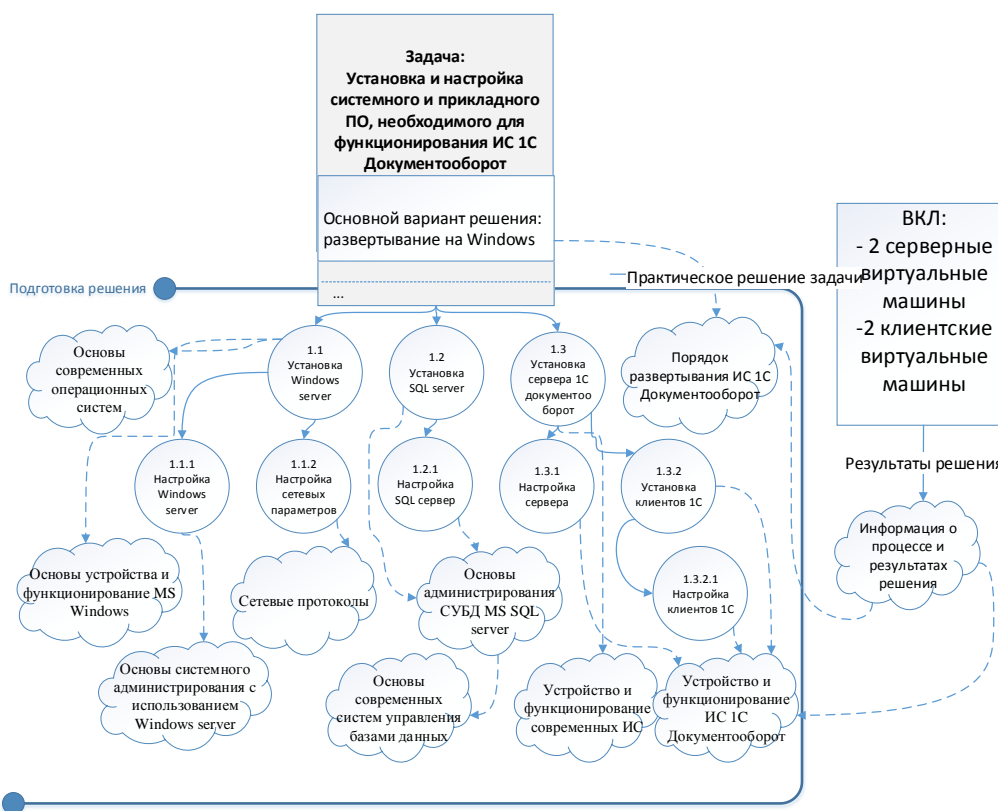 Задача:
Установка и настройка
системного и прикладного
ПО, необходимого для
функционирования ИС 1С
Документооборот
Основной вариант решения:
развертывание на Windows
...
ВКЛ:
- 2 серверные
виртуальные
машины
-2 клиентские
виртуальные
машины
Подготовка решения
Практическое решение задачи
Основы
современных
операционных
систем
1.1
Установка
Windows
server
1.2
Установка
SQL server
1.3
Установка
сервера 1С
документоо
борот
Порядок
развертывания ИС 1С
Документооборот
1.1.1
Настройка
Windows
server
1.1.2
Настройка
сетевых
параметров
1.2.1
Настройка
SQL сервер
1.3.1
Настройка
сервера
1.3.2
Установка
клиентов 1С
Результаты решения
Информация о
процессе и
результатах
решения
Основы устройства и
функционирование MS
Windows
Сетевые протоколы
Основы
администрирования
СУБД MS SQL
server
1.3.2.1
Настройка
клиентов 1С
Основы системного
администрирования с
использованием
Windows server
Основы
современных
систем управления
базами данных
Устройство и
функционирование
современных ИС
Устройство и
функционирование
ИС 1С
Документооборот